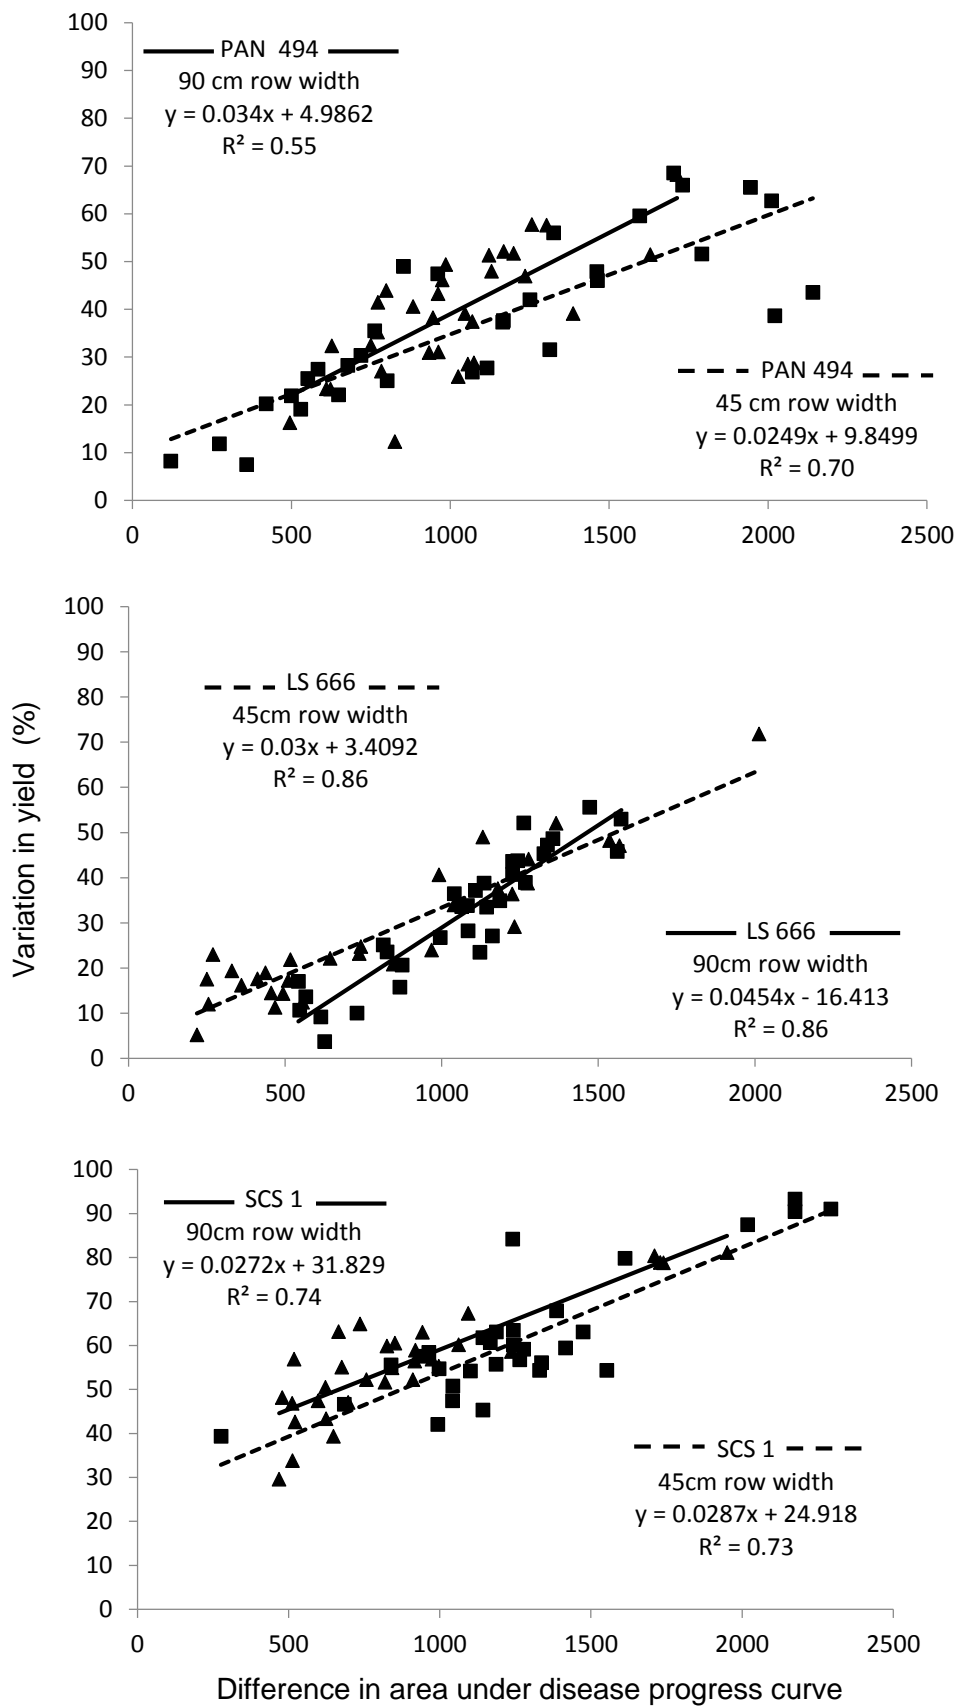 100
90
80
70
60
50
40
30
20
10
0
PAN 494
90 cm row width
y = 0.034x + 4.9862
R² = 0.55
PAN 494
45 cm row width
y = 0.0249x + 9.8499
R² = 0.70
0 500 1000 1500 2000 2500
Variation in yield (%)
100
90
80
70
60
50
40
30
20
10
0
LS 666
45cm row width
y = 0.03x + 3.4092
R² = 0.86
LS 666
90cm row width
y = 0.0454x - 16.413
R² = 0.86
0 500 1000 1500 2000 2500
100
90
80
70
60
50
40
30
20
10
0
SCS 1
90cm row width
y = 0.0272x + 31.829
R² = 0.74
SCS 1
45cm row width
y = 0.0287x + 24.918
R² = 0.73
0 500 1000 1500 2000 2500
Difference in area under disease progress curve